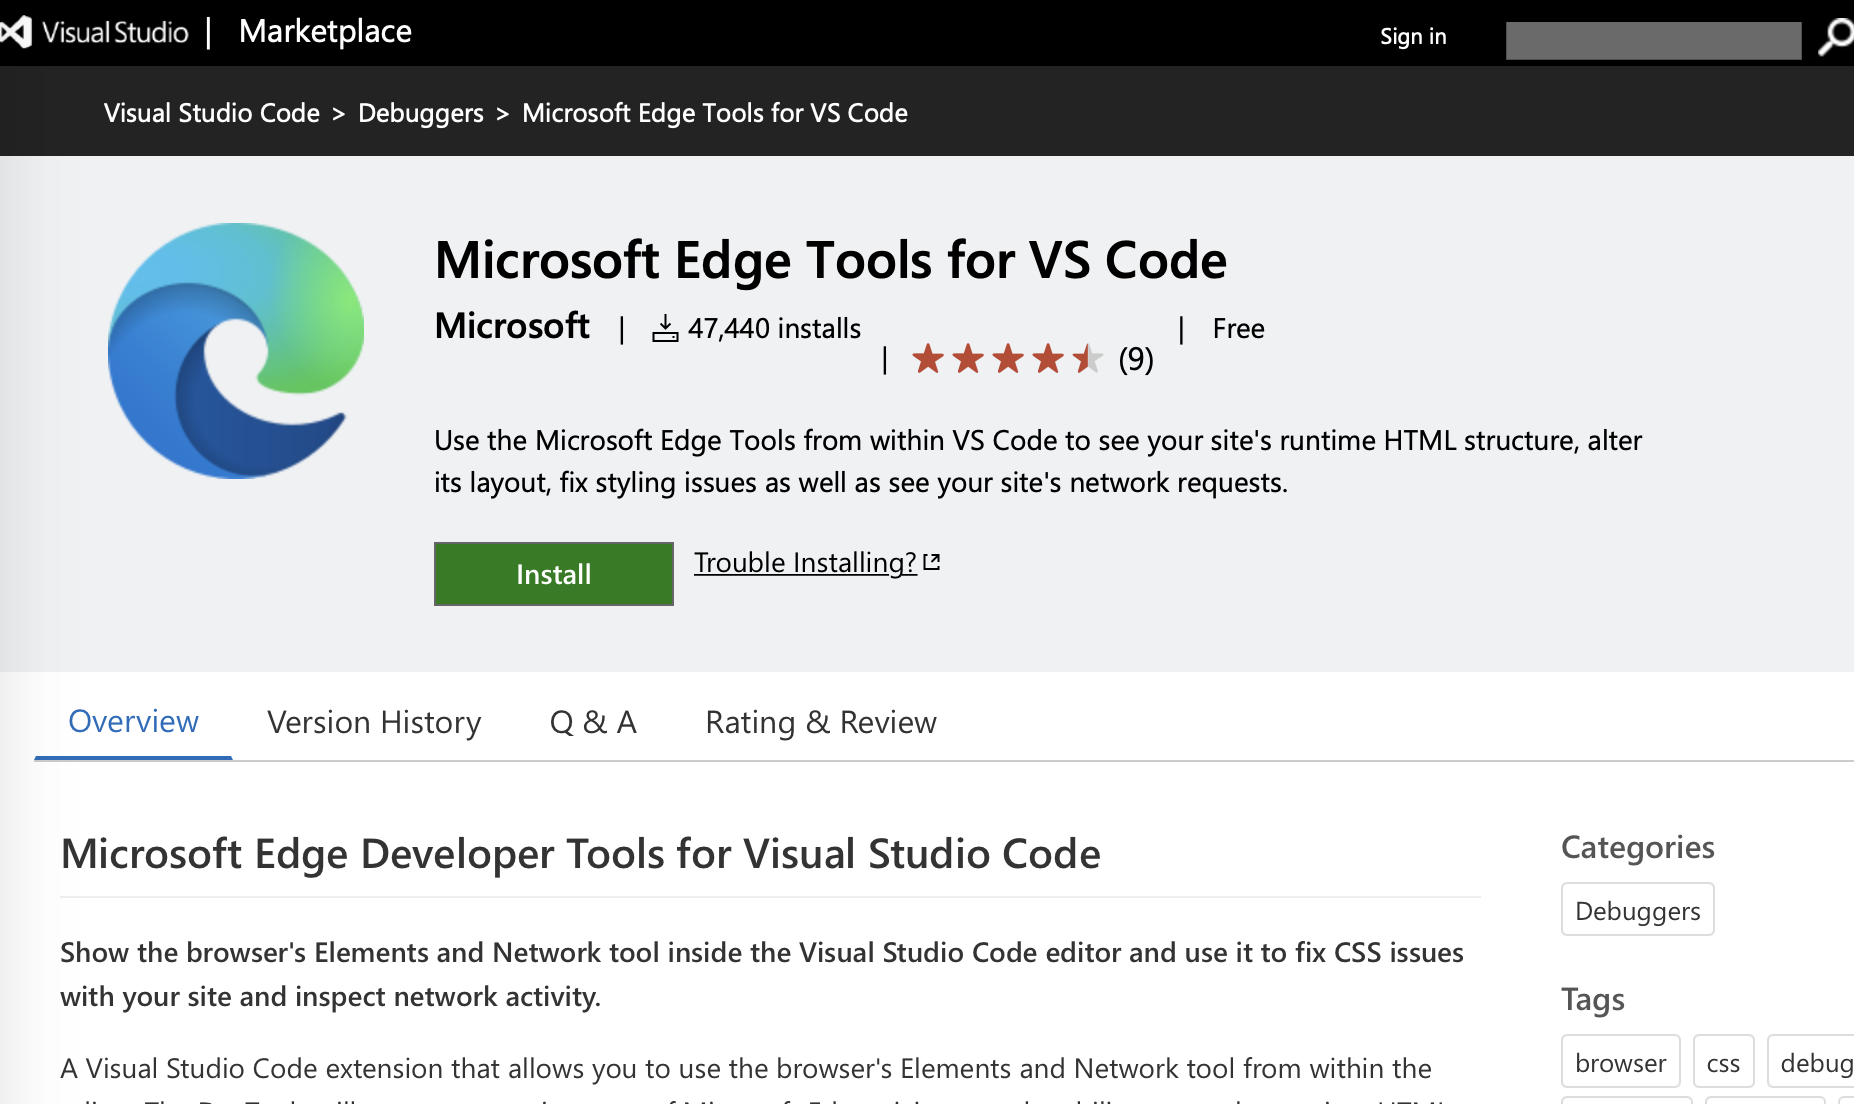 Visual Studio | Marketplace
Sign in
Visual Studio Code > Debuggers > Microsoft Edge Tools for VS Code
Microsoft Edge Tools for VS Code
Microsoft | 47,440 installs | (9) | Free
Use the Microsoft Edge Tools from within VS Code to see your site's runtime HTML structure, alter
its layout, fix styling issues as well as see your site's network requests.
Install
Trouble Installing?
Overview
Version History
Q & A
Rating & Review
Microsoft Edge Developer Tools for Visual Studio Code
Show the browser's Elements and Network tool inside the Visual Studio Code editor and use it to fix CSS issues
with your site and inspect network activity.
A Visual Studio Code extension that allows you to use the browser's Elements and Network tool from within the
Categories
Debuggers
Tags
browser
css
debug